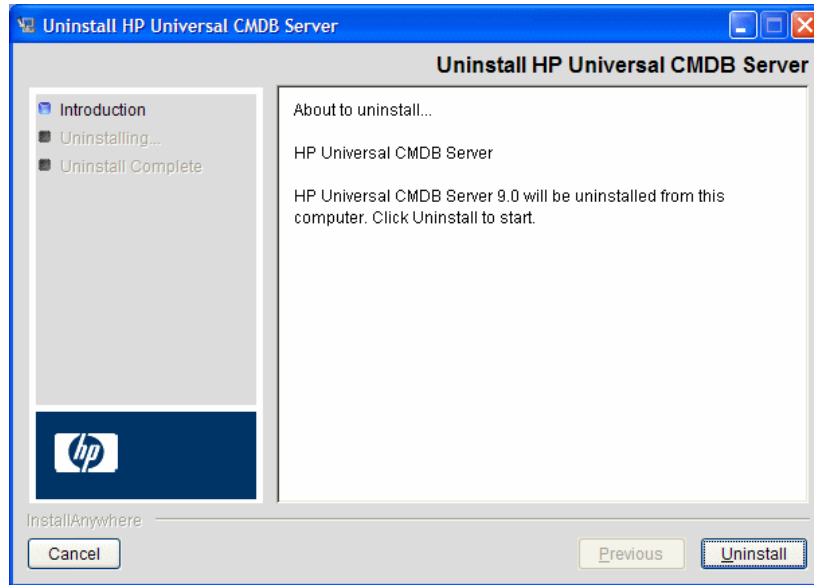 Uninstall HP Universal CMDB Server
Uninstall HP Universal CMDB Server
Introduction
Uninstalling...
Uninstall Complete
About to uninstall...
HP Universal CMDB Server
HP Universal CMDB Server 9.0 will be uninstalled from this
computer. Click Uninstall to start.
hp
InstallAnywhere
Cancel
Previous
Uninstall